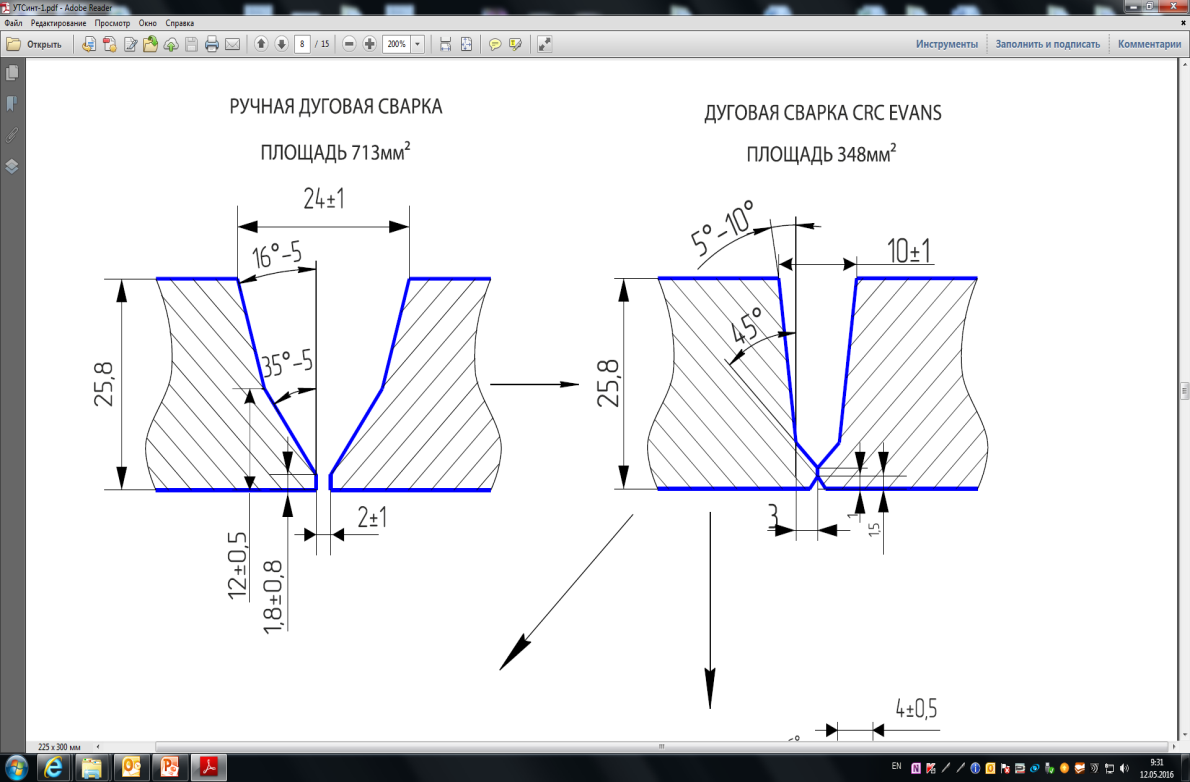 УТСинт-1.pdf - Adobe Reader
Файл Редактирование Просмотр Окно Справка
Открыть
8 / 15
200%
Инструменты
Заполнить и подписать
Комментарии
РУЧНАЯ ДУГОВАЯ СВАРКА
ПЛОЩАДЬ 713мм²
24±1
16°-5
35°-5
25,8
12±0,5
1,8±0,8
2±1
ДУГОВАЯ СВАРКА CRC EVANS
ПЛОЩАДЬ 348мм²
5°-10°
10±1
45°
25,8
3
1
1,5
4±0,5
225 x 300 мм
EN
9:31
12.05.2016